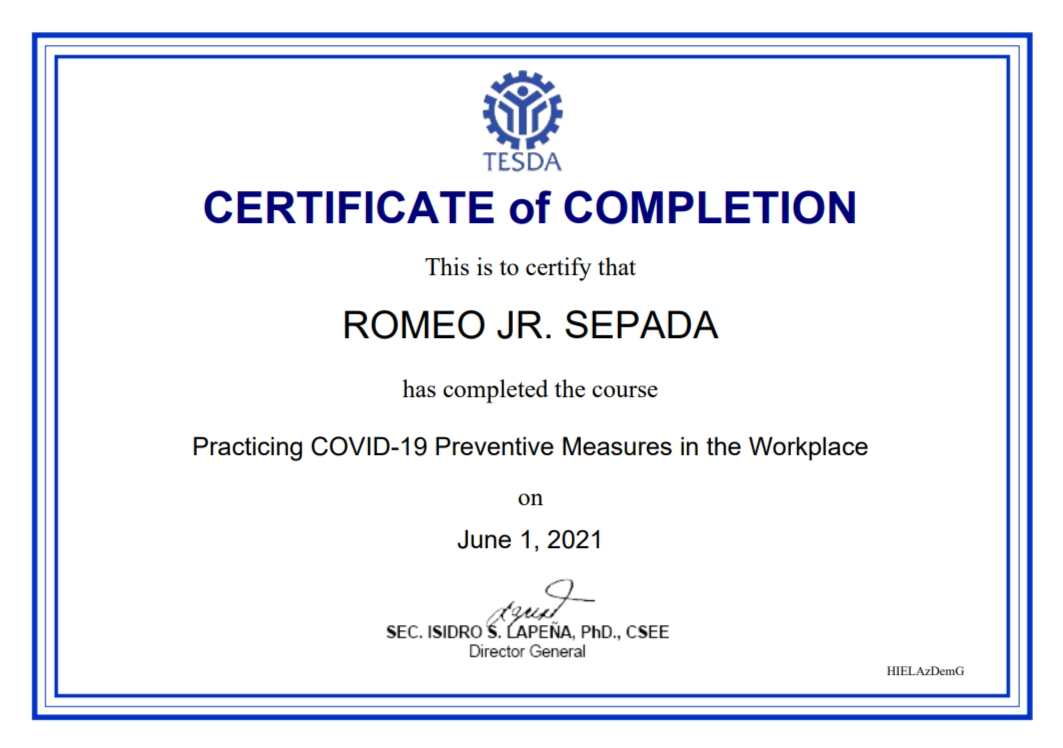 TESDA
CERTIFICATE of COMPLETION
This is to certify that
ROMEO JR. SEPADA
has completed the course
Practicing COVID-19 Preventive Measures in the Workplace
on
June 1, 2021
SEC. ISIDRO S. LAPEÑA, PhD., CSEE
Director General
HIELAzDemG